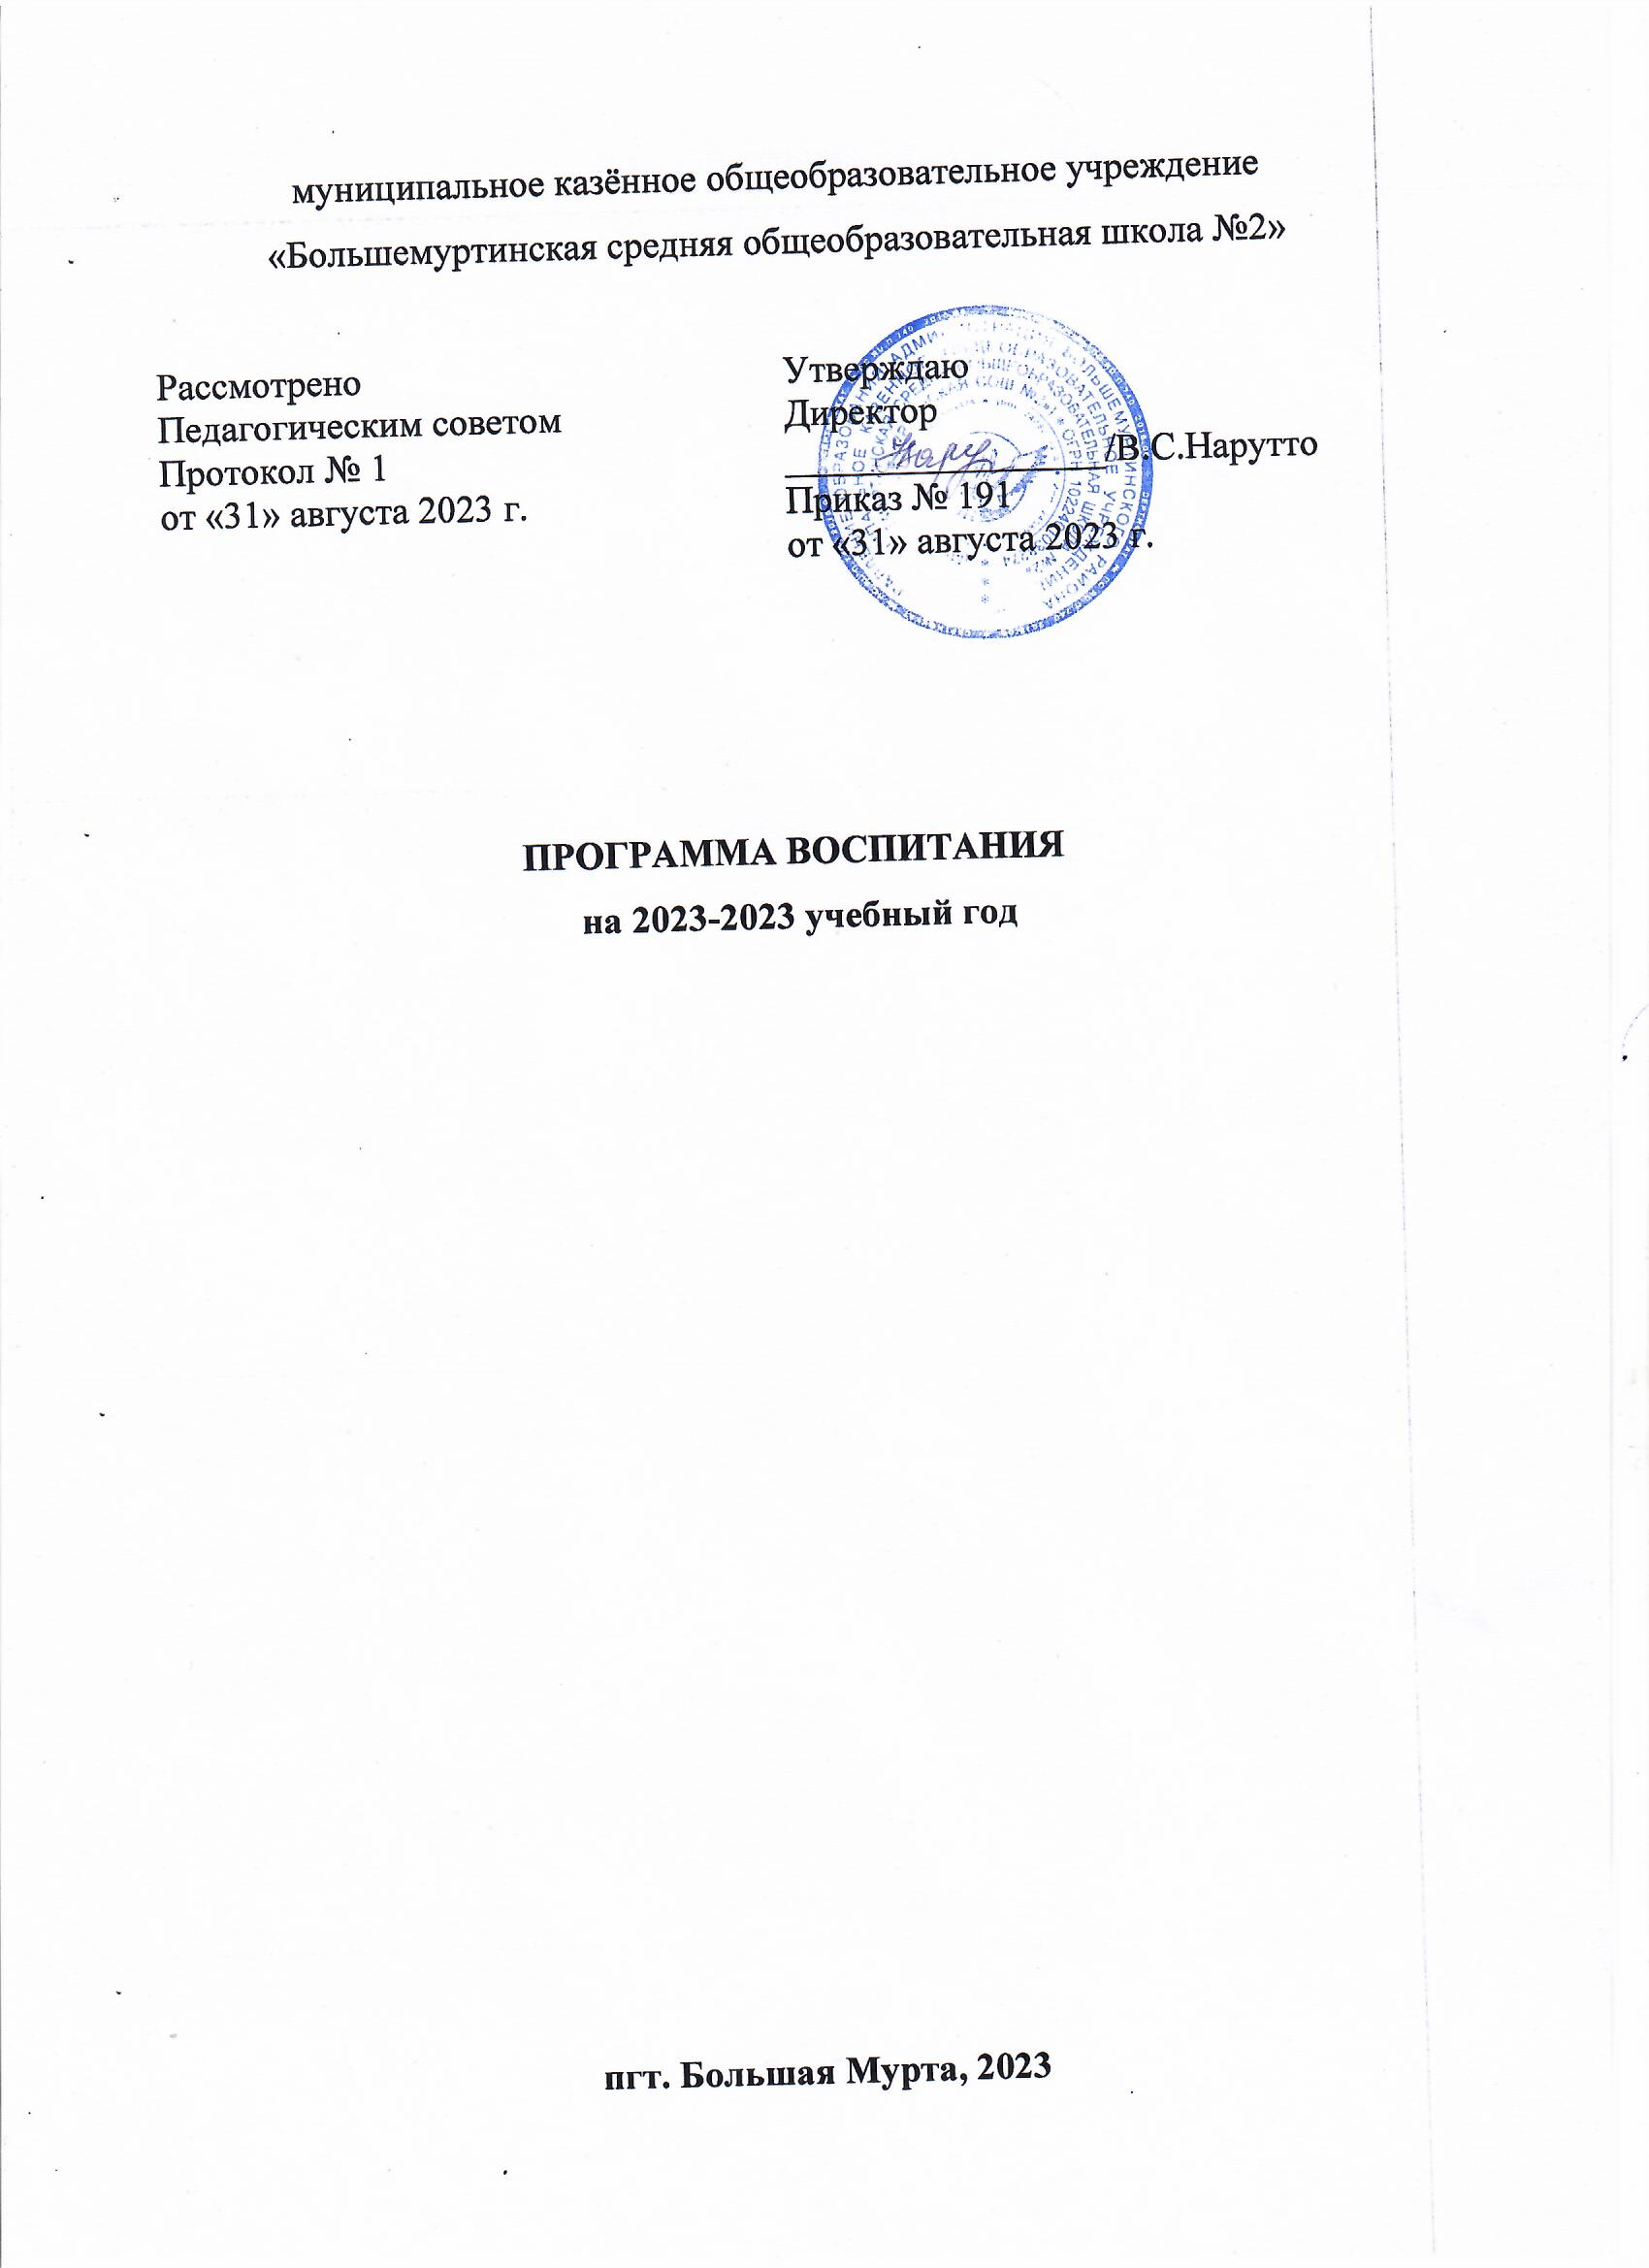 муниципальное казённое общеобразовательное учреждение
«Большемуртинская средняя общеобразовательная школа №2»
Рассмотрено
Педагогическим советом
Протокол № 1
от «31» августа 2023 г.
Утверждаю
Директор
/В.С.Нарутто
Приказ № 191
от «31» августа 2023 г.
ПРОГРАММА ВОСПИТАНИЯ
на 2023-2023 учебный год
пгт. Большая Мурта, 2023